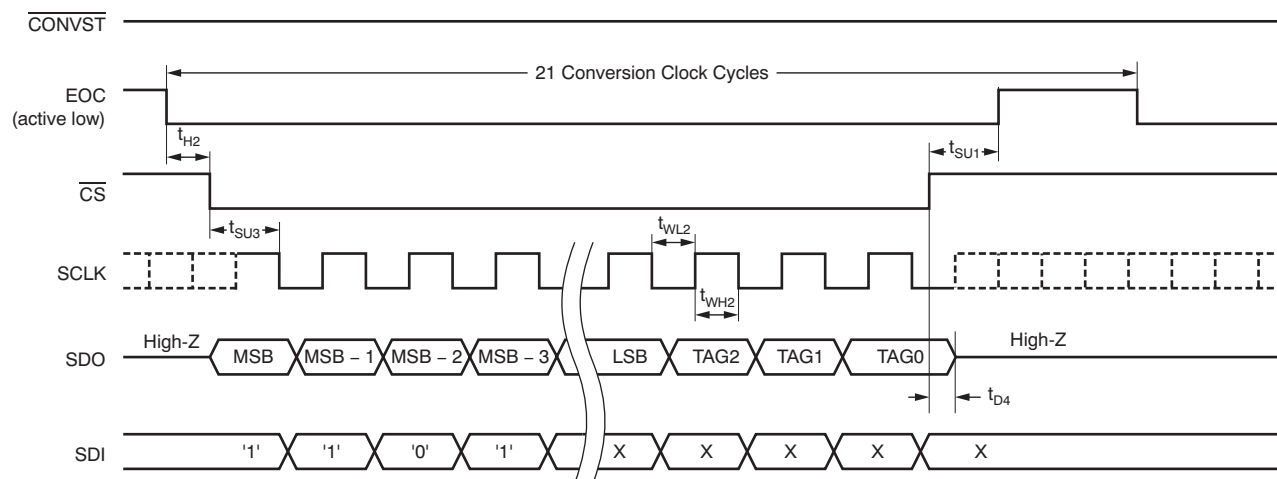 CONVST
21 Conversion Clock Cycles
EOC
(active low)
tH2
tSU1
CS
tSU3
tWL2
SCLK
tWH2
High-Z
High-Z
SDO
MSB
MSB – 1
MSB – 2
MSB – 3
LSB
TAG2
TAG1
TAG0
tD4
SDI
'1'
'1'
'0'
'1'
X
X
X
X
X